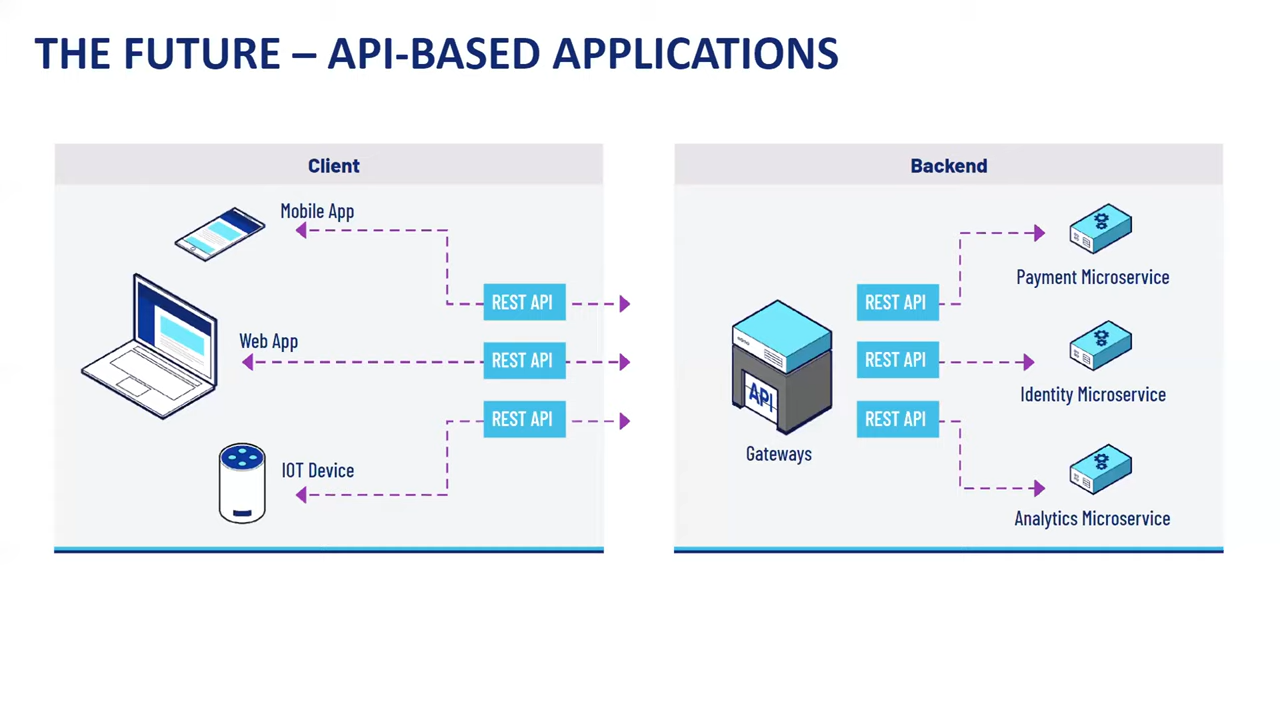 THE FUTURE – API-BASED APPLICATIONS
Client
Mobile App
REST API
Web App
REST API
REST API
IOT Device
Backend
API
Gateways
REST API
REST API
REST API
Payment Microservice
Identity Microservice
Analytics Microservice